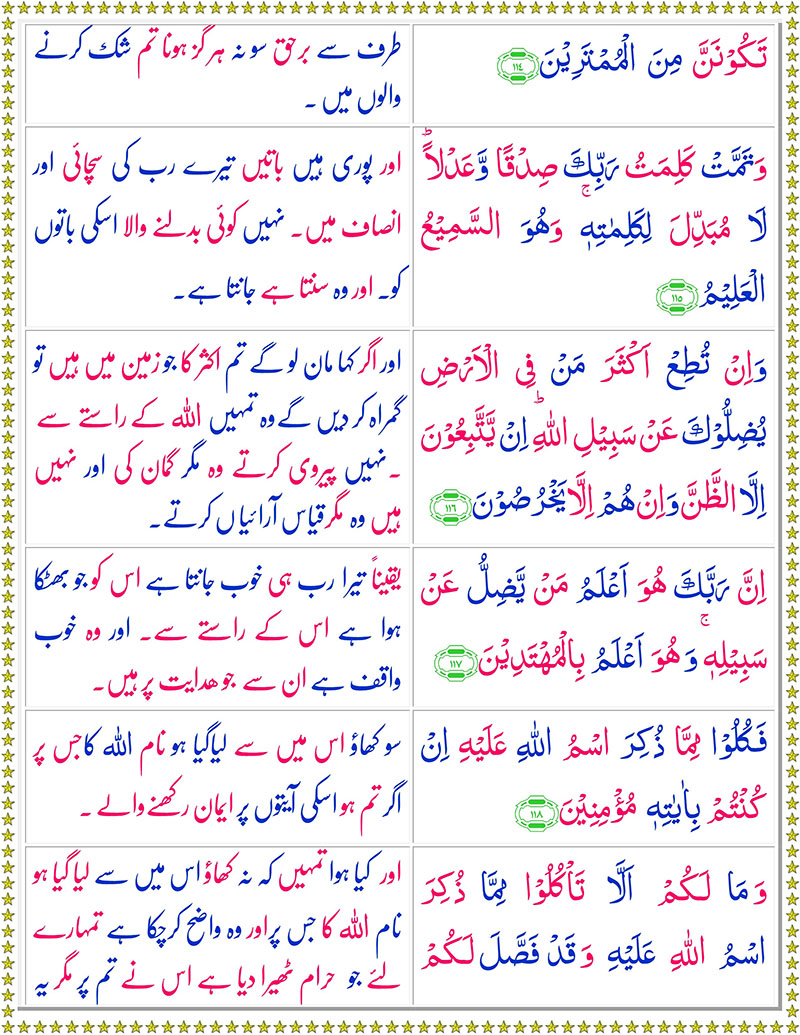 تَكُوْنَنَّ مِنَ الْمُمْتَرِيْنَ ﴿١١٤﴾
طرف سے برحق سو نہ ہرگز ہونا تم شک کرنے
والوں میں ۔
وَتَمَّتْ كَلِمَتُ رَبِّكَ صِدْقًا وَّعَدْلًا ؕ
لَا مُبَدِّلَ لِكَلِمٰتِهٖ ۚ وَهُوَ السَّمِيْعُ
الْعَلِيْمُ ﴿١١٥﴾
اور پوری ہیں باتیں تیرے رب کی سچائی اور
انصاف میں۔ نہیں کوئی بدلنے والا اسکی باتوں
کو۔ اور وہ سنتا ہے جانتا ہے۔
وَاِنْ تُطِعْ اَكْثَرَ مَنْ فِى الْاَرْضِ
يُضِلُّوْكَ عَنْ سَبِيْلِ اللّٰهِ ؕ اِنْ يَّتَّبِعُوْنَ
اِلَّا الظَّنَّ وَاِنْ هُمْ اِلَّا يَخْرُصُوْنَ ﴿١١٦﴾
اور اگر کہا مان لو گے تم اکثر کا جو زمین میں ہیں تو
گمراہ کر دیں گے وہ تمہیں اللہ کے راستے سے
۔نہیں پیروی کرتے وہ مگر گمان کی اور نہیں
ہیں وہ مگر قیاس آرائیاں کرتے۔
اِنَّ رَبَّكَ هُوَ اَعْلَمُ مَنْ يَّضِلُّ عَنْ
سَبِيْلِهٖ ۚ وَهُوَ اَعْلَمُ بِالْمُهْتَدِيْنَ ﴿١١٧﴾
یقیناً تیرا رب ہی خوب جانتا ہے اس کو جو بھٹکا
ہوا ہے اس کے راستے سے۔ اور وہ خوب
واقف ہے ان سے جو ھدایت پر ہیں۔
فَكُلُوْا مِمَّا ذُكِرَ اسْمُ اللّٰهِ عَلَيْهِ اِنْ
كُنْتُمْ بِاٰيٰتِهٖ مُؤْمِنِيْنَ ﴿١١٨﴾
سو کھاؤ اس میں سے لیا گیا ہو نام اللہ کا جس پر
اگر تم ہو اسکی آیتوں پر ایمان رکھنے والے ۔
وَمَا لَكُمْ اَلَّا تَاْكُلُوْا مِمَّا ذُكِرَ
اسْمُ اللّٰهِ عَلَيْهِ وَقَدْ فَصَّلَ لَكُمْ
اور کیا ہوا تمہیں کہ نہ کھاؤ اس میں سے لیا گیا ہو
نام اللہ کا جس پر اور وہ واضح کرچکا ہے تمہارے
لئے جو حرام ٹھیرا دیا ہے اس نے تم پر مگر یہ